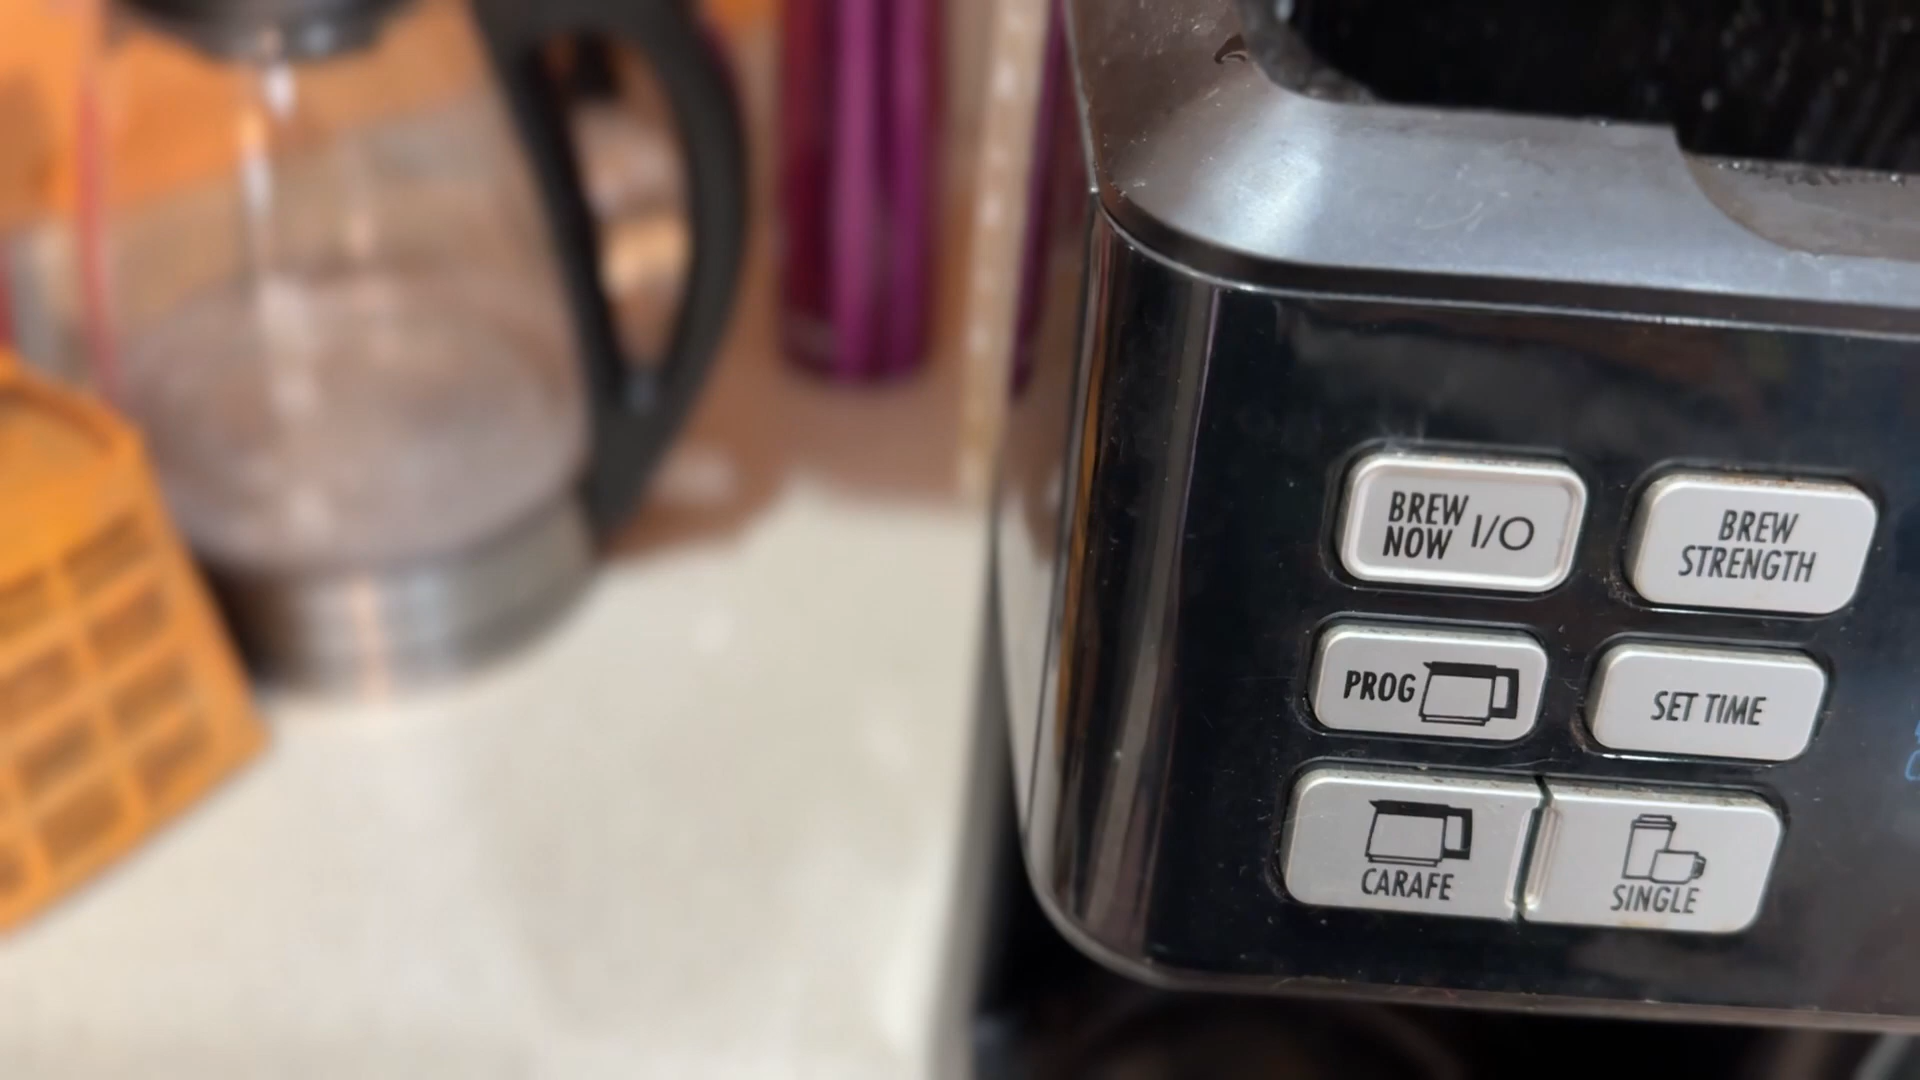 BREW
NOW I/O
BREW
STRENGTH
PROG
SET TIME
CARAFE
SINGLE